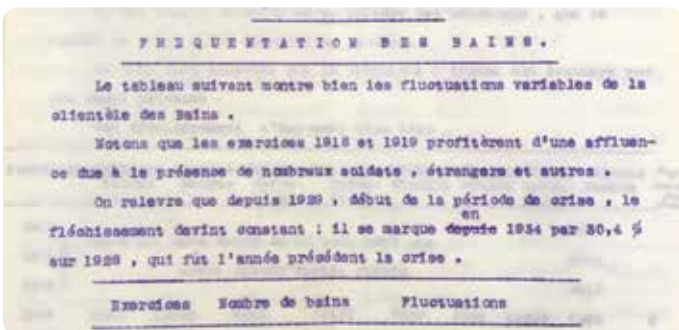 FREQUENTATION DES BAINS.
Le tableau suivant montre bien les fluctuations variables de la
clientèle des Bains .
Notons que les exercices 1918 et 1919 profitèrent d'une affluen-
ce due à la présence de nombreux soldats , étrangers et autres .
On relevre que depuis 1929 , début de la période de crise , le
en
fléchissement devint constant : il se marque depuis 1934 par 30,4 %
sur 1928 , qui fût l'année précédent la crise .
Exercices Nombre de bains Fluctuations